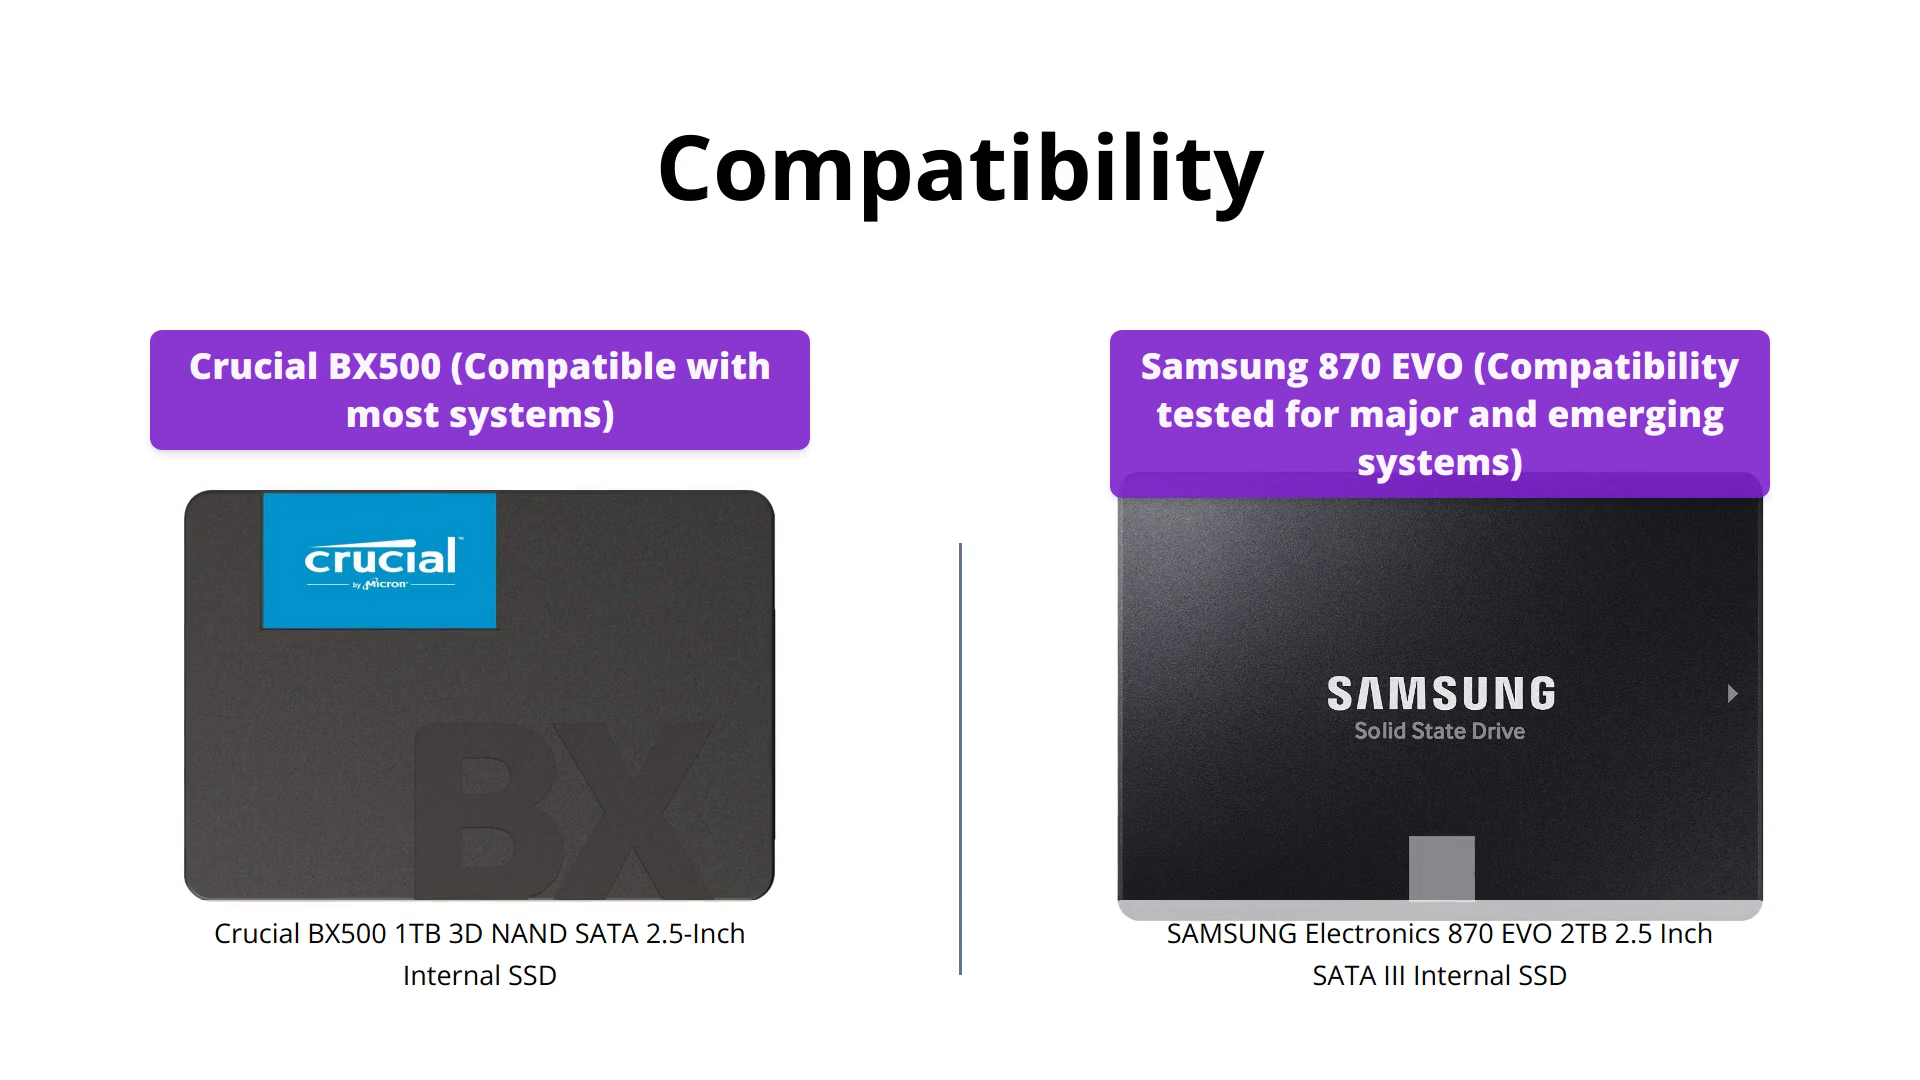 Compatibility
Crucial BX500 (Compatible with
most systems)
crucial™
by Micron®
BX
Crucial BX500 1TB 3D NAND SATA 2.5-Inch
Internal SSD
Samsung 870 EVO (Compatibility
tested for major and emerging
systems)
SAMSUNG
Solid State Drive
SAMSUNG Electronics 870 EVO 2TB 2.5 Inch
SATA III Internal SSD